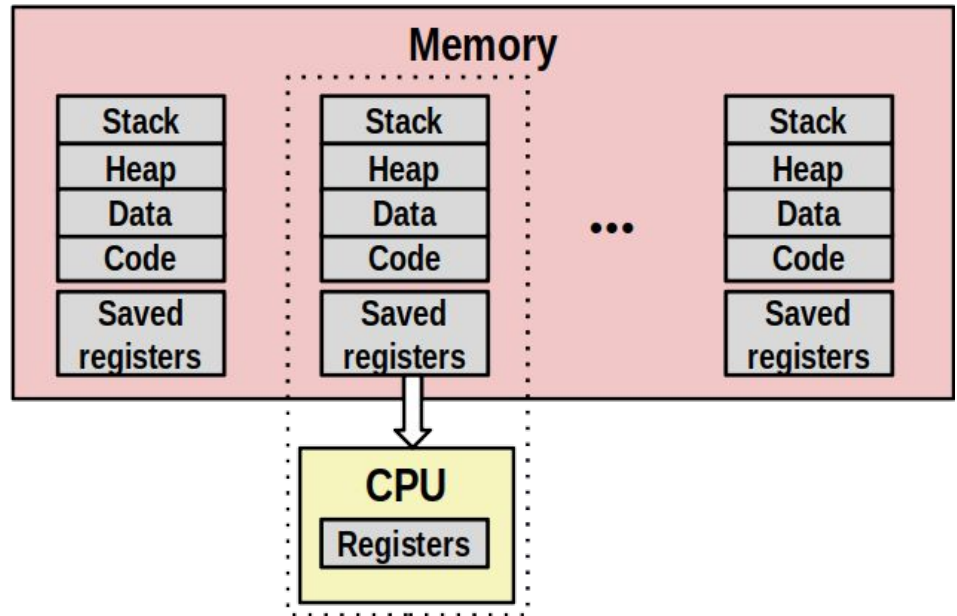 Memory
Stack
Heap
Data
Code
Saved
registers
Stack
Heap
Data
Code
Saved
registers
...
Stack
Heap
Data
Code
Saved
registers
CPU
Registers